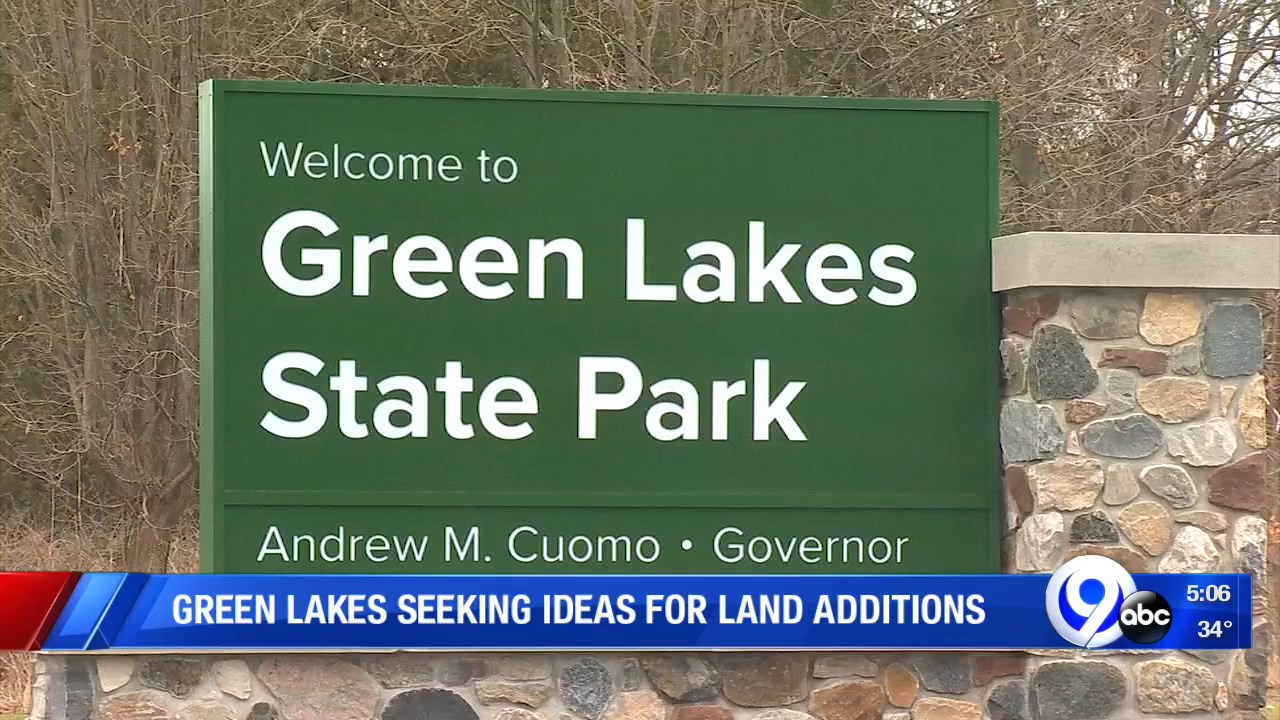 Welcome to
Green Lakes
State Park
Andrew M. Cuomo • Governor
GREEN LAKES SEEKING IDEAS FOR LAND ADDITIONS
9
abc
5:06
34°